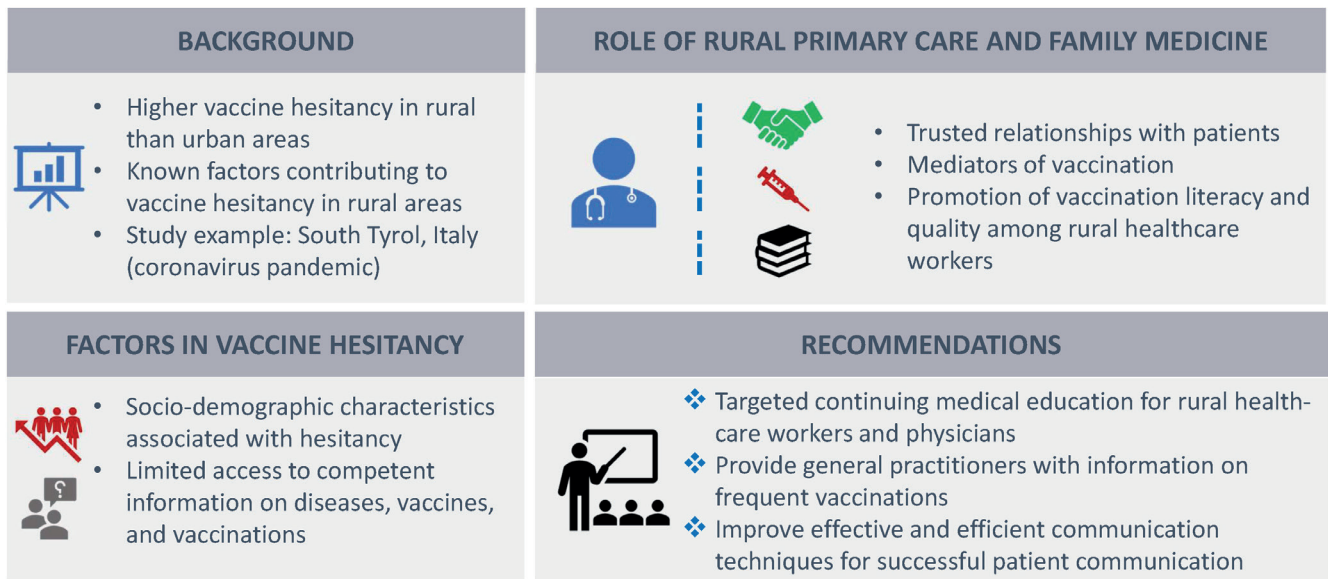 BACKGROUND
• Higher vaccine hesitancy in rural
than urban areas
• Known factors contributing to
vaccine hesitancy in rural areas
• Study example: South Tyrol, Italy
(coronavirus pandemic)
ROLE OF RURAL PRIMARY CARE AND FAMILY MEDICINE
• Trusted relationships with patients
• Mediators of vaccination
• Promotion of vaccination literacy and
quality among rural healthcare
workers
FACTORS IN VACCINE HESITANCY
• Socio-demographic characteristics
associated with hesitancy
• Limited access to competent
information on diseases, vaccines,
and vaccinations
?
RECOMMENDATIONS
❖ Targeted continuing medical education for rural health-
care workers and physicians
❖ Provide general practitioners with information on
frequent vaccinations
❖ Improve effective and efficient communication
techniques for successful patient communication